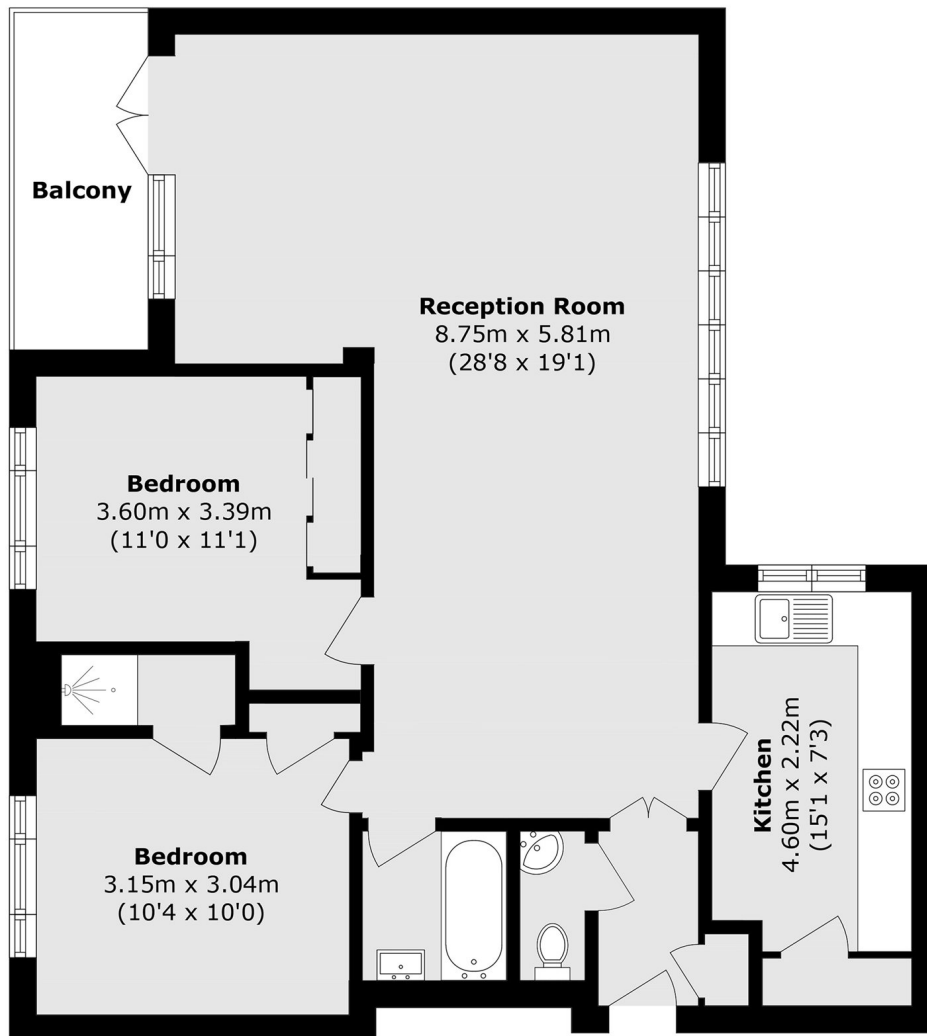 Balcony
Reception Room
8.75m x 5.81m
(28'8 x 19'1)
Bedroom
3.60m x 3.39m
(11'0 x 11'1)
Kitchen
4.60m x 2.22m
(15'1 x 7'3)
Bedroom
3.15m x 3.04m
(10'4 x 10'0)